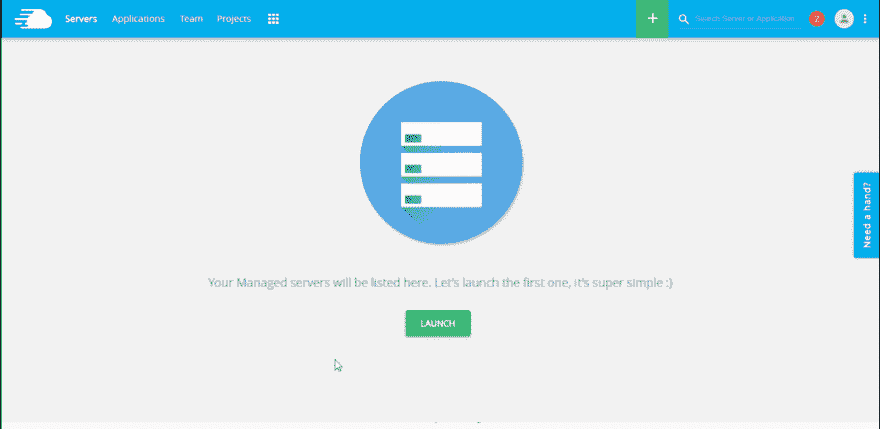 Servers Applications Team Projects
Search Server or Application
2
Need a hand?
Your Managed servers will be listed here. Let's launch the first one, it's super simple :)
LAUNCH